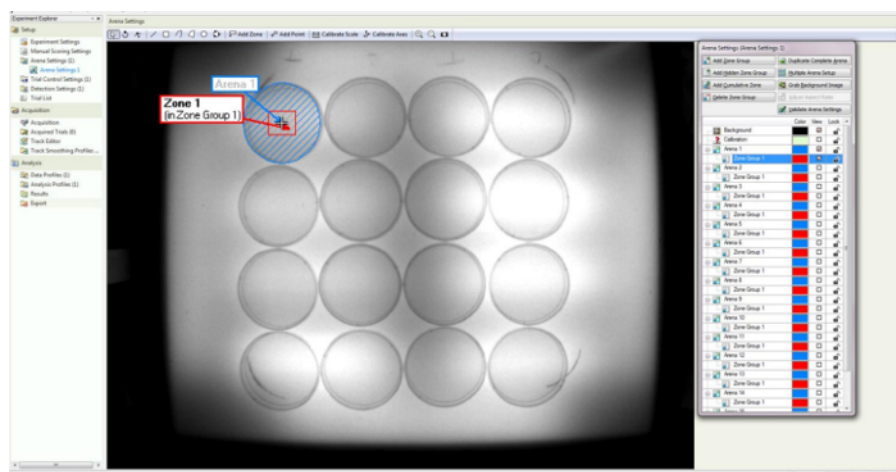 Experiment Explorer
Setup
Experiment Settings
Manual Scoring Settings
Arena Settings (1)
Arena Settings 1
Trial Control Settings (1)
Detection Settings (1)
Trial List
Acquisition
Acquisition
Acquired Trials (0)
Track Editor
Track Smoothing Profiles ...
Analysis
Data Profiles (1)
Analysis Profiles (1)
Results
Export
Arena Settings
Add Zone
Add Point
Calibrate Scale
Calibrate Axes
Arena 1
Zone 1
(in Zone Group 1)
Arena Settings (Arena Settings 1)
Add Zone Group
Duplicate Complete Arena
Add Hidden Zone Group
Multiple Arena Setup
Add Cumulative Zone
Grab Background Image
Delete Zone Group
Validate Arena Settings
Color View Lock
Background
Calibration
Arena 1
Zone Group 1
Arena 2
Zone Group 1
Arena 3
Zone Group 1
Arena 4
Zone Group 1
Arena 5
Zone Group 1
Arena 6
Zone Group 1
Arena 7
Zone Group 1
Arena 8
Zone Group 1
Arena 9
Zone Group 1
Arena 10
Zone Group 1
Arena 11
Zone Group 1
Arena 12
Zone Group 1
Arena 13
Zone Group 1
Arena 14
Zone Group 1